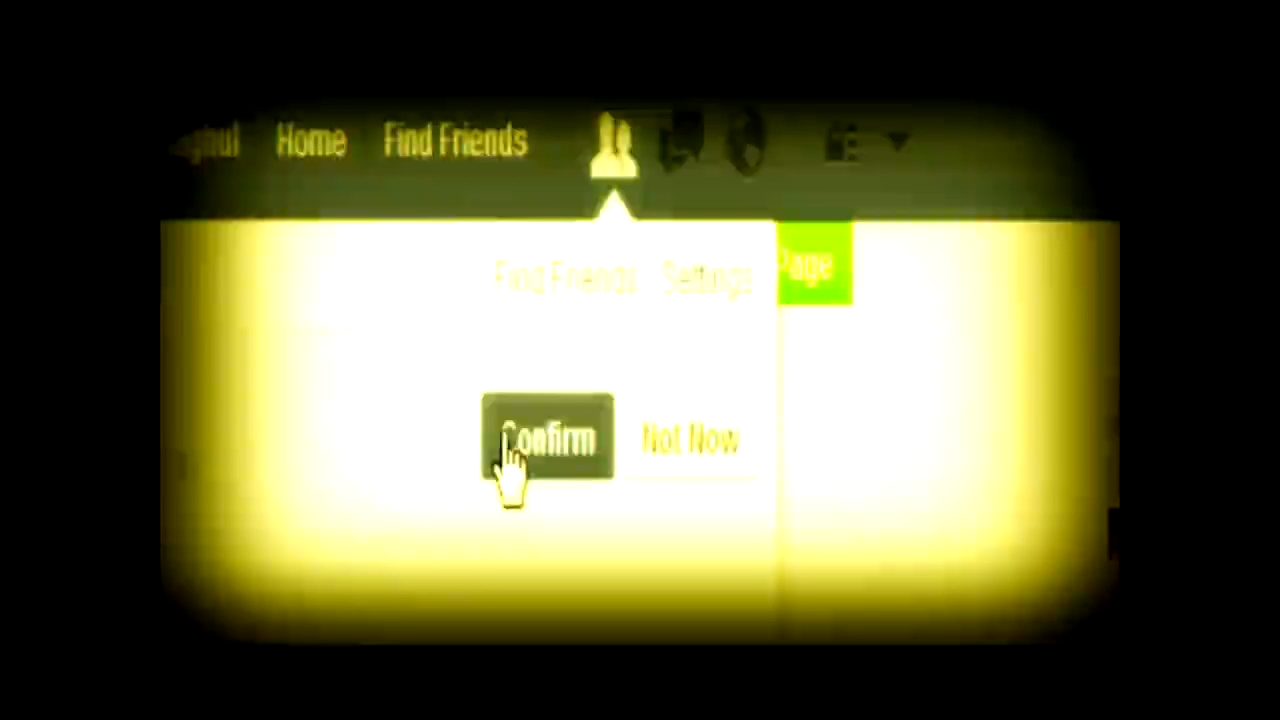 Home Find Friends
Find Friends Settings
Page
Confirm Not Now